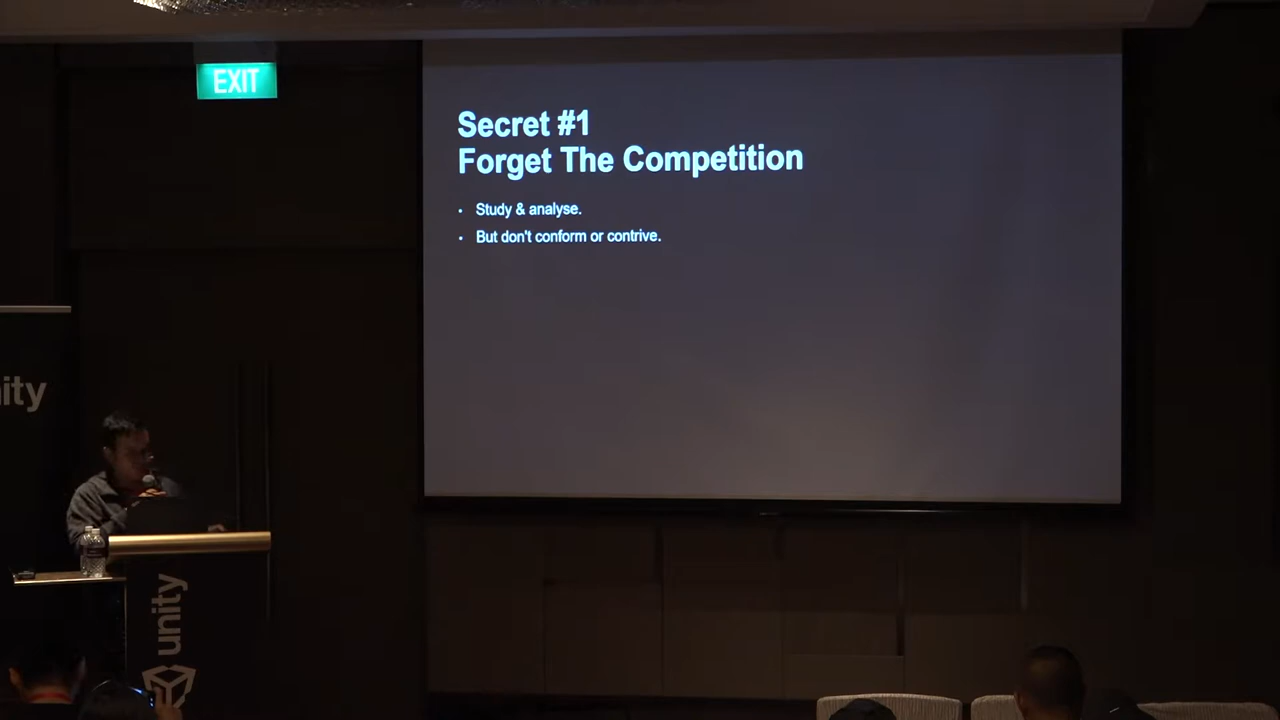 EXIT
Secret #1
Forget The Competition
• Study & analyse.
• But don't conform or contrive.
nity
unity